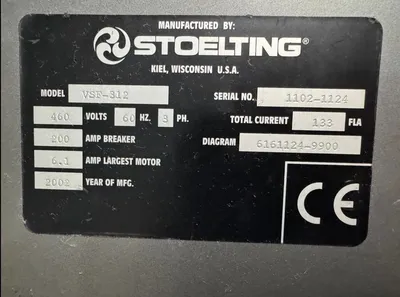 MANUFACTURED BY:
STOELTING®
KIEL, WISCONSIN U.S.A.
MODEL VSF-312 SERIAL NO. 1102-1124
460 VOLTS 60 HZ. 3 PH. TOTAL CURRENT 133 FLA
200 AMP BREAKER DIAGRAM 6161124-9900
6.1 AMP LARGEST MOTOR
2002 YEAR OF MFG.
CE